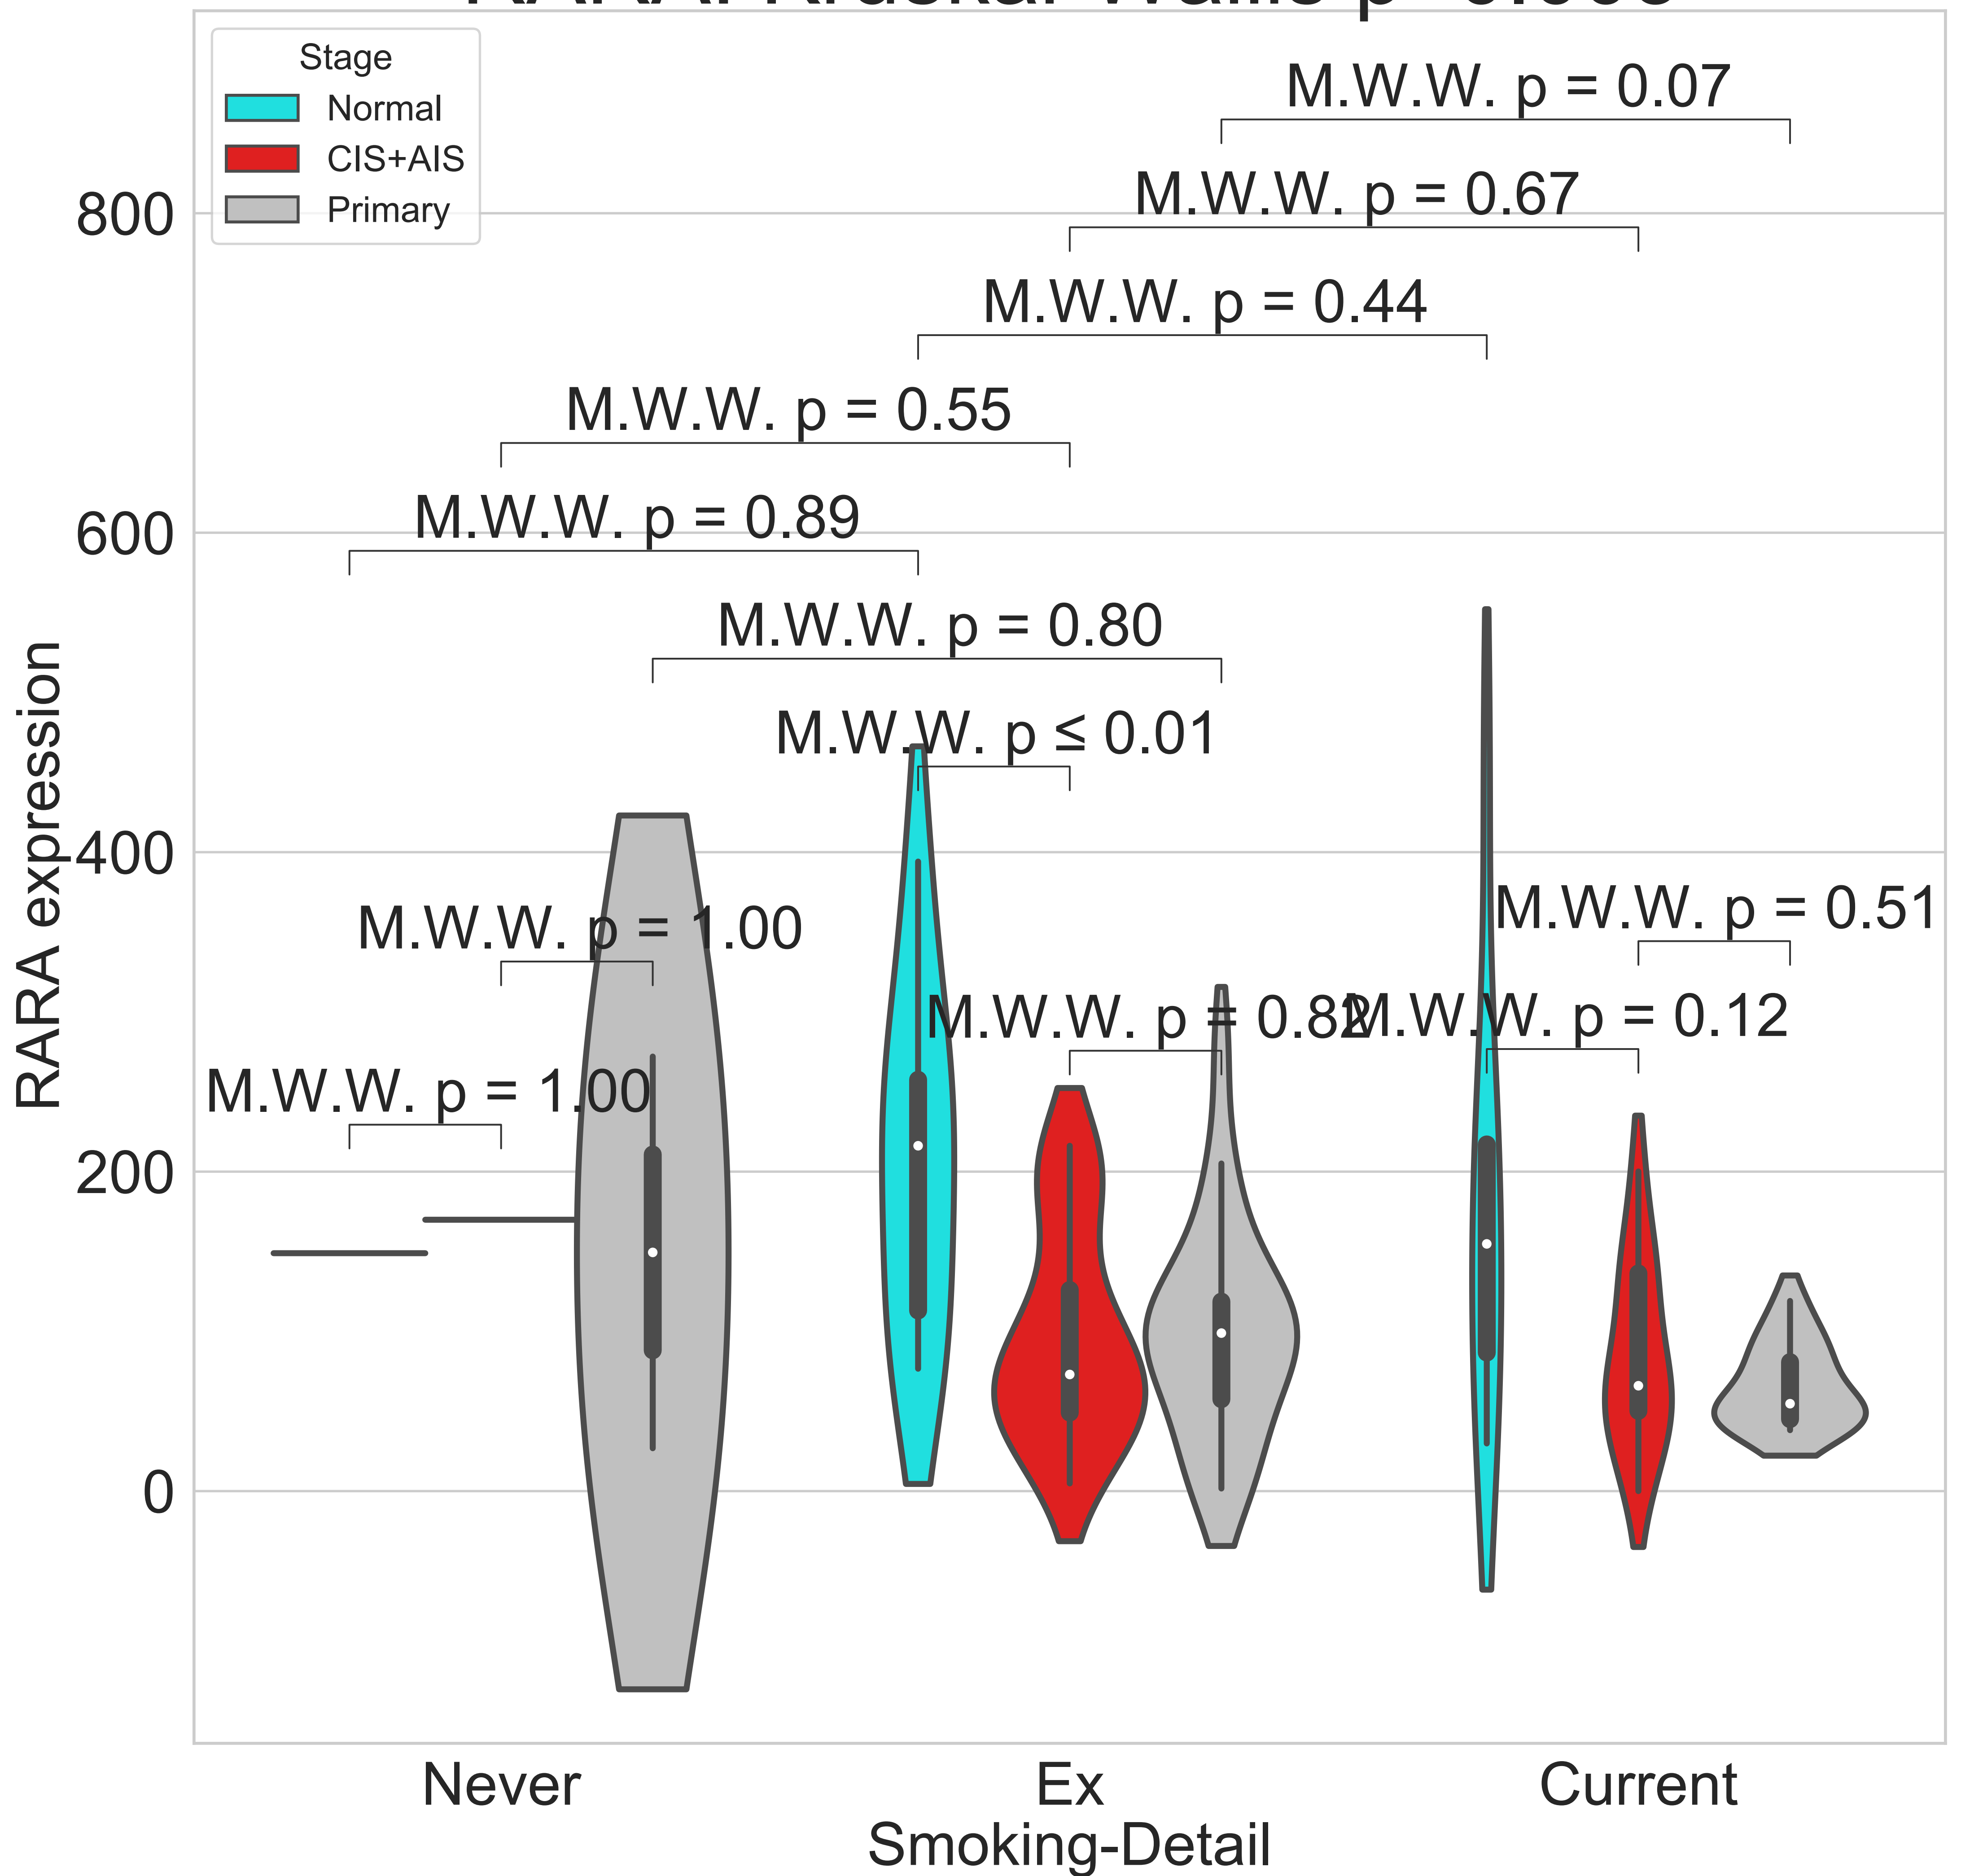 Stage
Normal
CIS+AIS
Primary
M.W.W. p = 0.07
M.W.W. p = 0.67
M.W.W. p = 0.44
M.W.W. p = 0.55
M.W.W. p = 0.89
M.W.W. p = 0.80
M.W.W. p ≤ 0.01
M.W.W. p = 1.00
M.W.W. p = 0.51
M.W.W. p = 0.82
M.W.W. p = 0.12
M.W.W. p = 1.00
800
600
400
200
0
RARA expression
Never
Ex
Current
Smoking-Detail